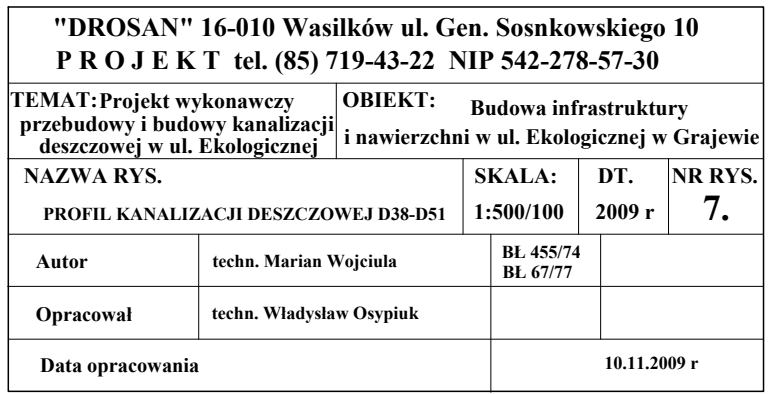 "DROSAN" 16-010 Wasilków ul. Gen. Sosnkowskiego 10
P R O J E K T tel. (85) 719-43-22 NIP 542-278-57-30
TEMAT: Projekt wykonawczy
przebudowy i budowy kanalizacji
deszczowej w ul. Ekologicznej
OBIEKT: Budowa infrastruktury
i nawierzchni w ul. Ekologicznej w Grajewie
NAZWA RYS.
PROFIL KANALIZACJI DESZCZOWEJ D38-D51
SKALA:
1:500/100
DT.
2009 r
NR RYS.
7.
Autor
techn. Marian Wojciula
BŁ 455/74
BŁ 67/77
Opracował
techn. Władysław Osypiuk
Data opracowania
10.11.2009 r